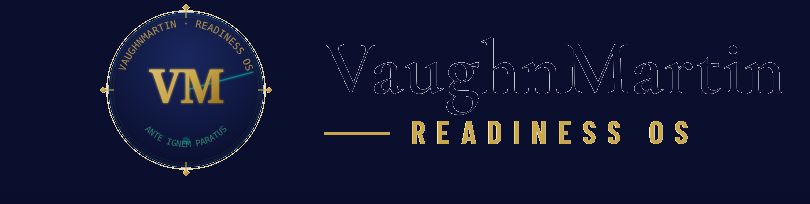 VAUGHNMARTIN · READINESS OS
VM
ANTE IGNEM PARATUS
VaughnMartin
READINESS OS